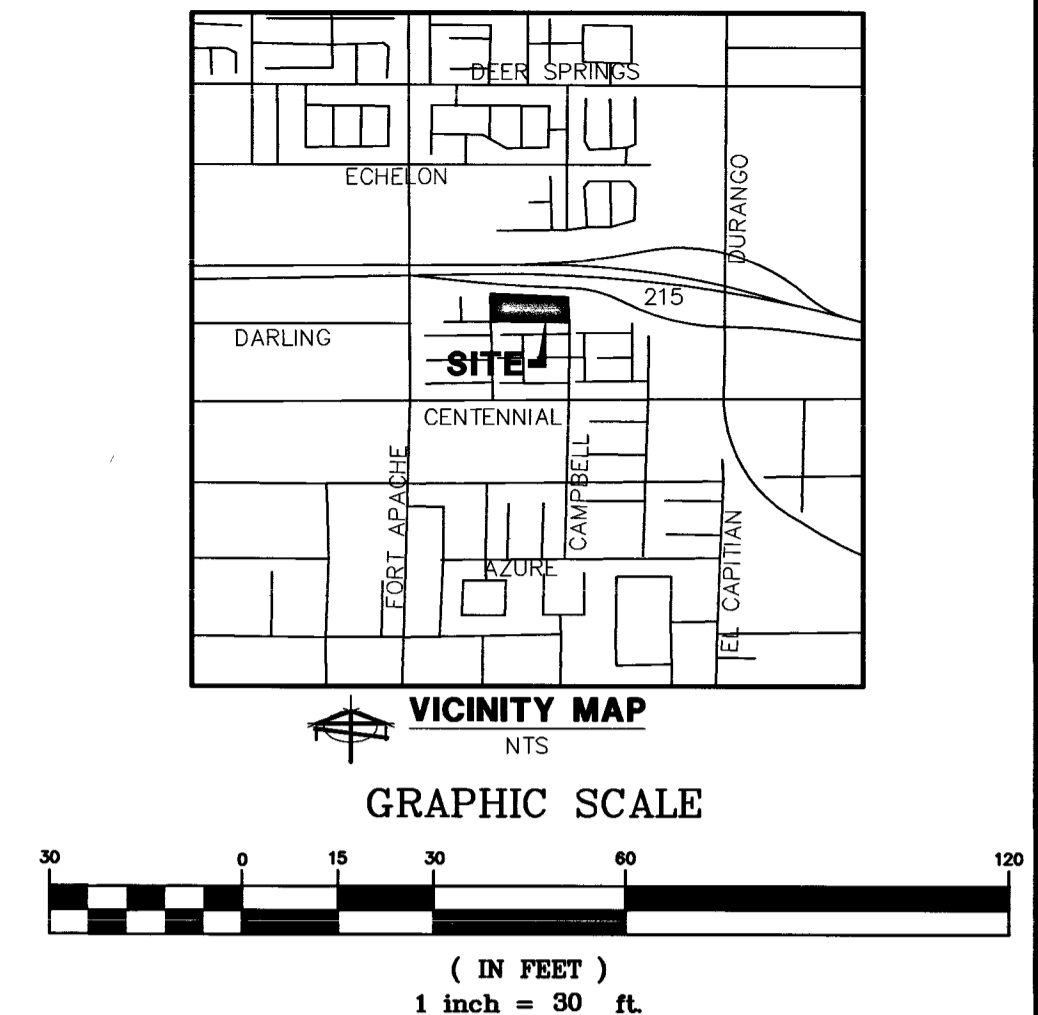 DEER SPRINGS
ECHELON
DURANGO
215
DARLING
SITE
CENTENNIAL
FORT APACHE
CAMPBELL
AZURE
EL CAPITIAN
VICINITY MAP
NTS
GRAPHIC SCALE
30 0 15 30 60 120
( IN FEET )
1 inch = 30 ft.